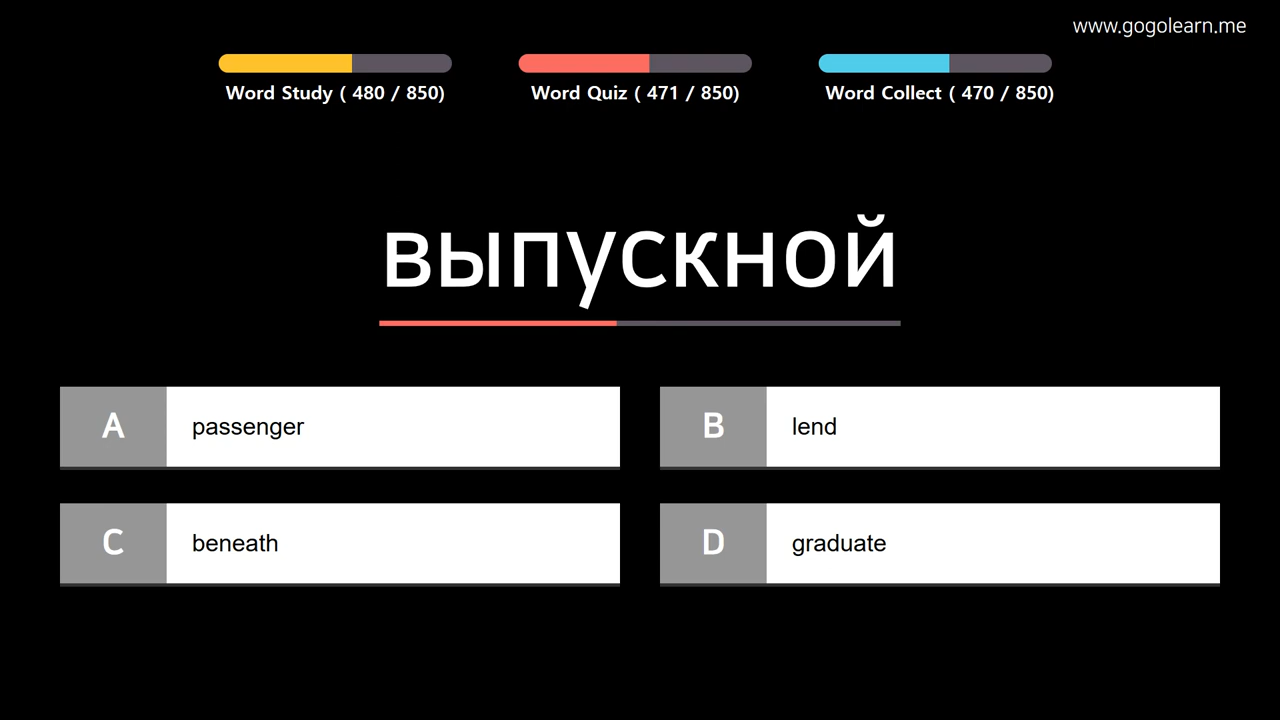 www.gogolearn.me
Word Study ( 480 / 850)
Word Quiz ( 471 / 850)
Word Collect ( 470 / 850)
выпускной
A passenger
B lend
C beneath
D graduate